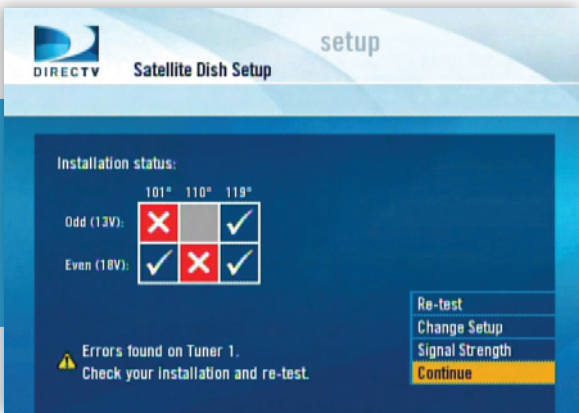 setup
DIRECTV
Satellite Dish Setup
Installation status:
101° 110° 119°
Odd (13V):
Even (18V):
Re-test
Change Setup
Signal Strength
Continue
Errors found on Tuner 1.
Check your installation and re-test.